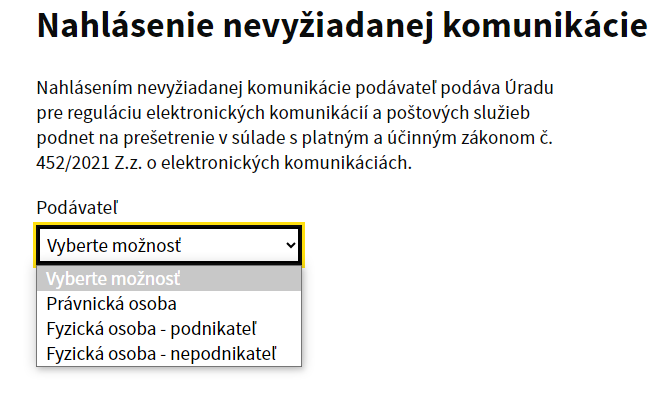 Nahlásenie nevyžiadanej komunikácie
Nahlásením nevyžiadanej komunikácie podávateľ podáva Úradu
pre reguláciu elektronických komunikácií a poštových služieb
podnet na prešetrenie v súlade s platným a účinným zákonom č.
452/2021 Z.z. o elektronických komunikáciách.
Podávateľ
Vyberte možnosť
Vyberte možnosť
Právnická osoba
Fyzická osoba - podnikateľ
Fyzická osoba - nepodnikateľ